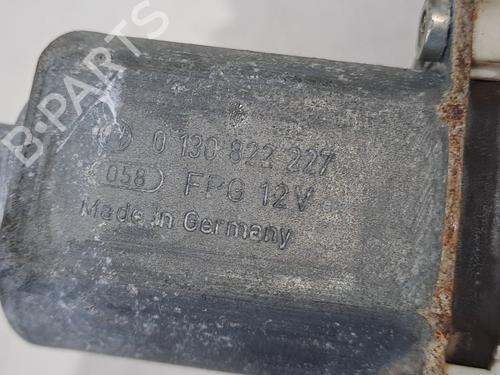 B-PARTS
0 130 822 227
058 FPG 12V
Made in Germany